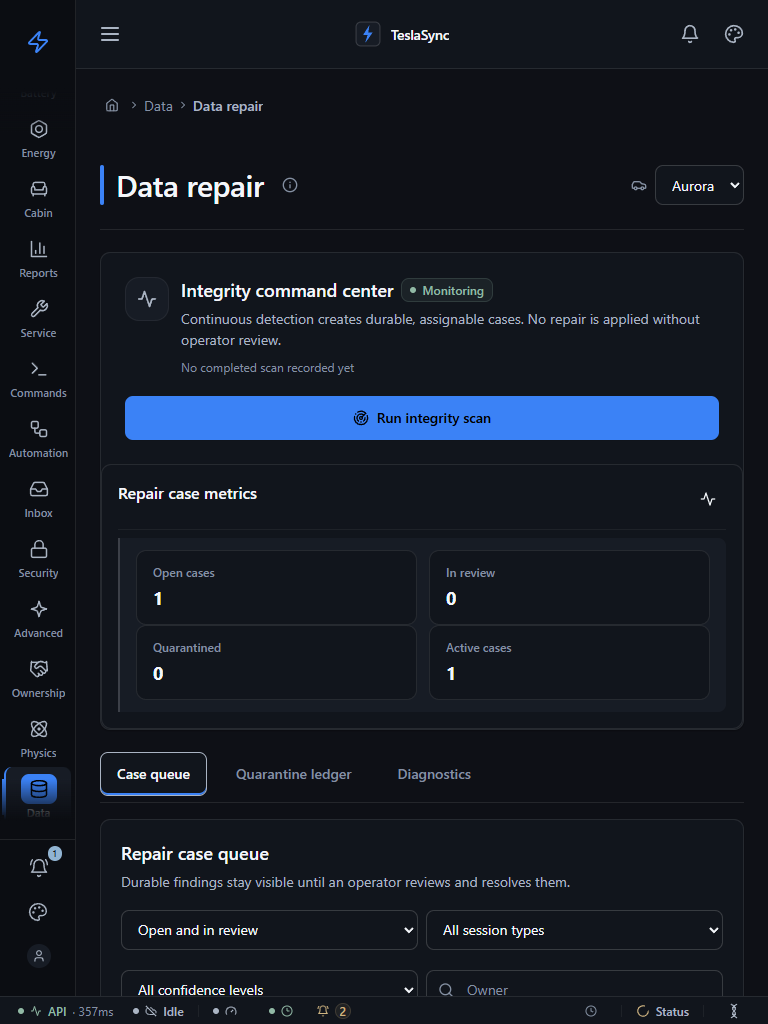 TeslaSync
Data
Data repair
Energy
Cabin
Reports
Service
Commands
Automation
Inbox
Security
Advanced
Ownership
Physics
Data
1
Data repair
Aurora
Integrity command center
Monitoring
Continuous detection creates durable, assignable cases. No repair is applied without
operator review.
No completed scan recorded yet
Run integrity scan
Repair case metrics
Open cases
1
In review
0
Quarantined
0
Active cases
1
Case queue
Quarantine ledger
Diagnostics
Repair case queue
Durable findings stay visible until an operator reviews and resolves them.
Open and in review
All session types
All confidence levels
Owner
API · 357ms
Idle
2
Status